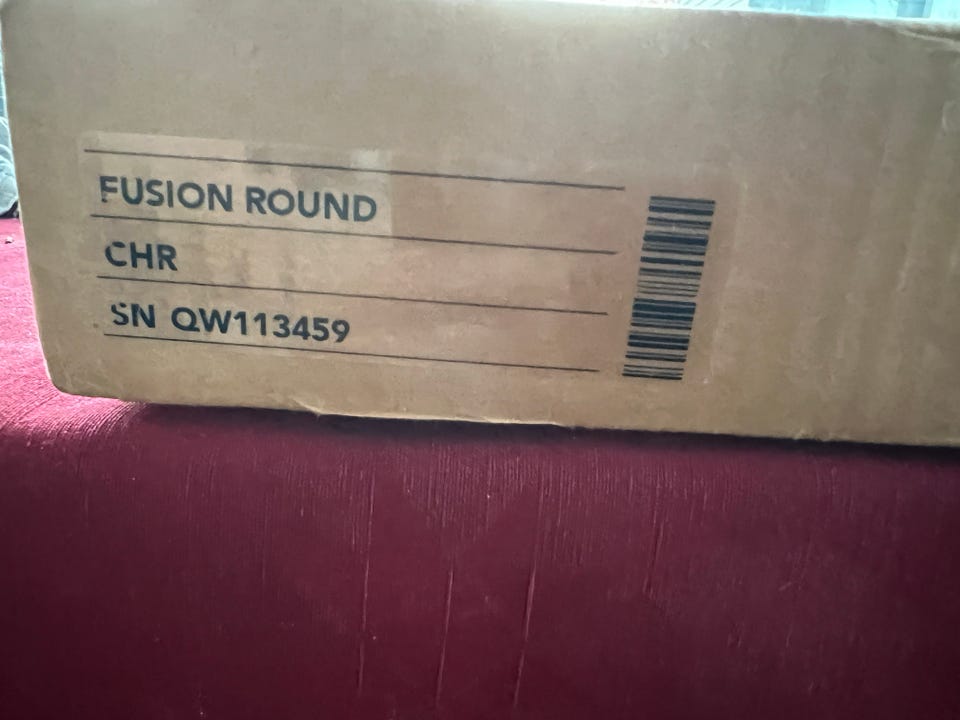 FUSION ROUND
CHR
SN QW113459